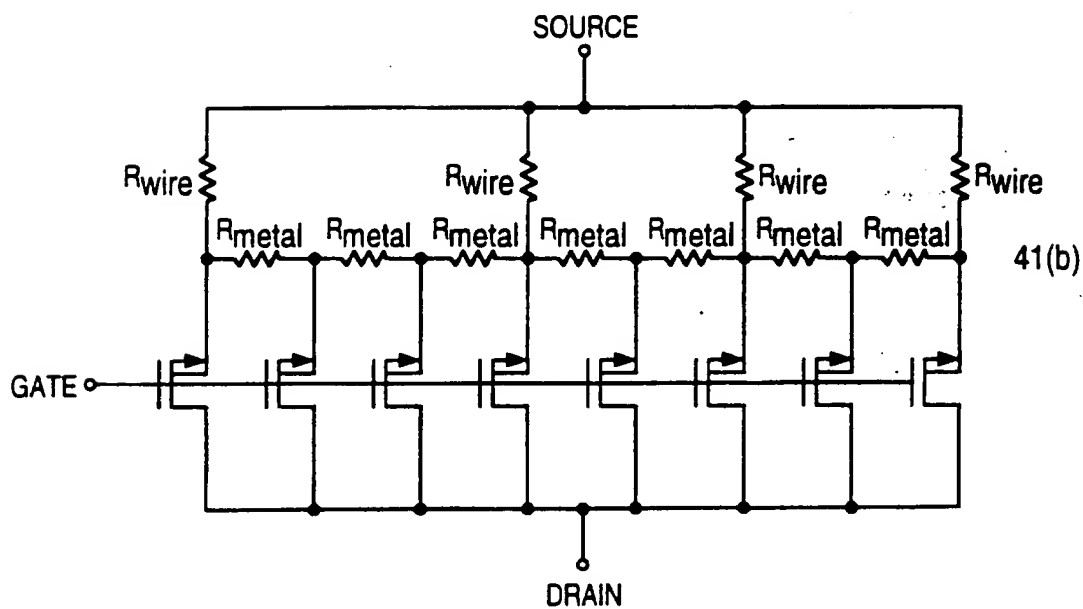 SOURCE
Rwire Rwire Rwire Rwire
Rmetal Rmetal Rmetal Rmetal Rmetal Rmetal Rmetal
41(b)
GATE
DRAIN